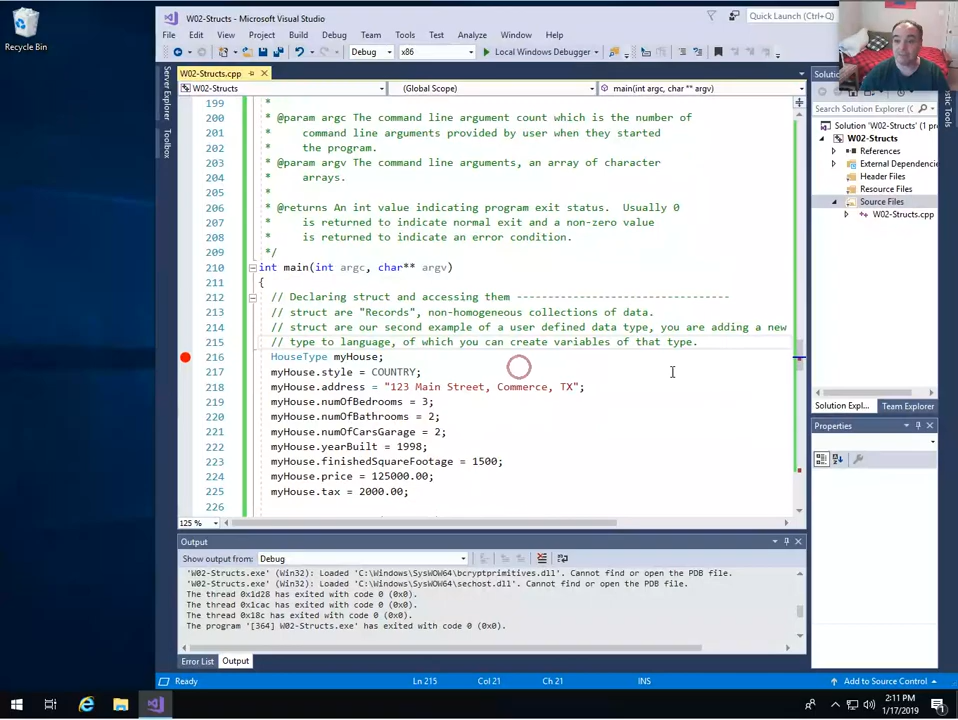 Recycle Bin
W02-Structs - Microsoft Visual Studio
Quick Launch (Ctrl+Q)
File Edit View Project Build Debug Team Tools Test Analyze Window Help
Debug x86 Local Windows Debugger
Server Explorer
Toolbox
W02-Structs.cpp
W02-Structs (Global Scope) main(int argc, char ** argv)
199 *
200 * @param argc The command line argument count which is the number of
201 * command line arguments provided by user when they started
202 * the program.
203 * @param argv The command line arguments, an array of character
204 * arrays.
205 *
206 * @returns An int value indicating program exit status. Usually 0
207 * is returned to indicate normal exit and a non-zero value
208 * is returned to indicate an error condition.
209 */
210 int main(int argc, char** argv)
211 {
212 // Declaring struct and accessing them -----------------------------------
213 // struct are "Records", non-homogeneous collections of data.
214 // struct are our second example of a user defined data type, you are adding a new
215 // type to language, of which you can create variables of that type.
216 HouseType myHouse;
217 myHouse.style = COUNTRY;
218 myHouse.address = "123 Main Street, Commerce, TX";
219 myHouse.numOfBedrooms = 3;
220 myHouse.numOfBathrooms = 2;
221 myHouse.numOfCarsGarage = 2;
222 myHouse.yearBuilt = 1998;
223 myHouse.finishedSquareFootage = 1500;
224 myHouse.price = 125000.00;
225 myHouse.tax = 2000.00;
226
125 %
Output
Show output from: Debug
'W02-Structs.exe' (Win32): Loaded 'C:\Windows\SysWOW64\bcryptprimitives.dll'. Cannot find or open the PDB file.
'W02-Structs.exe' (Win32): Loaded 'C:\Windows\SysWOW64\sechost.dll'. Cannot find or open the PDB file.
The thread 0x1d28 has exited with code 0 (0x0).
The thread 0x1cac has exited with code 0 (0x0).
The thread 0x18c has exited with code 0 (0x0).
The program '[364] W02-Structs.exe' has exited with code 0 (0x0).
Error List Output
Search Solution Explorer (
Solution 'W02-Structs' (1 pr
W02-Structs
References
External Dependencie
Header Files
Resource Files
Source Files
W02-Structs.cpp
Solution Expl... Team Explorer
Properties
Ready Ln 215 Col 21 Ch 21 INS Add to Source Control
2:11 PM
1/17/2019